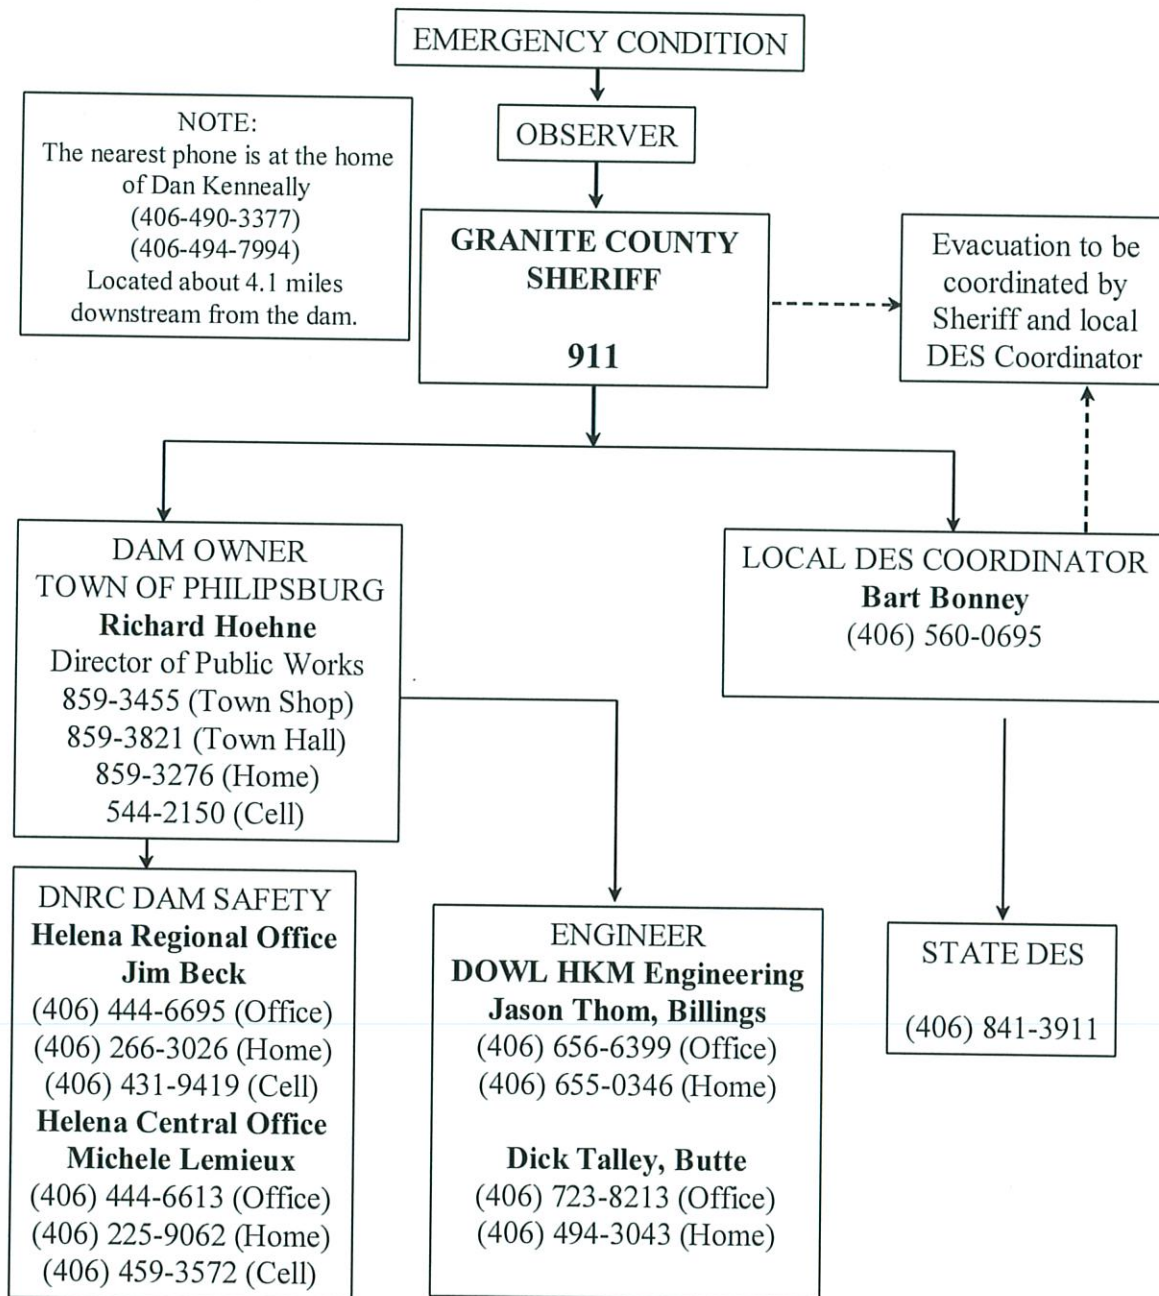 EMERGENCY CONDITION
OBSERVER
NOTE:
The nearest phone is at the home
of Dan Kenneally
(406-490-3377)
(406-494-7994)
Located about 4.1 miles
downstream from the dam.
GRANITE COUNTY
SHERIFF
911
Evacuation to be
coordinated by
Sheriff and local
DES Coordinator
DAM OWNER
TOWN OF PHILIPSBURG
Richard Hoehne
Director of Public Works
859-3455 (Town Shop)
859-3821 (Town Hall)
859-3276 (Home)
544-2150 (Cell)
LOCAL DES COORDINATOR
Bart Bonney
(406) 560-0695
DNRC DAM SAFETY
Helena Regional Office
Jim Beck
(406) 444-6695 (Office)
(406) 266-3026 (Home)
(406) 431-9419 (Cell)
Helena Central Office
Michele Lemieux
(406) 444-6613 (Office)
(406) 225-9062 (Home)
(406) 459-3572 (Cell)
ENGINEER
DOWL HKM Engineering
Jason Thom, Billings
(406) 656-6399 (Office)
(406) 655-0346 (Home)
Dick Talley, Butte
(406) 723-8213 (Office)
(406) 494-3043 (Home)
STATE DES
(406) 841-3911